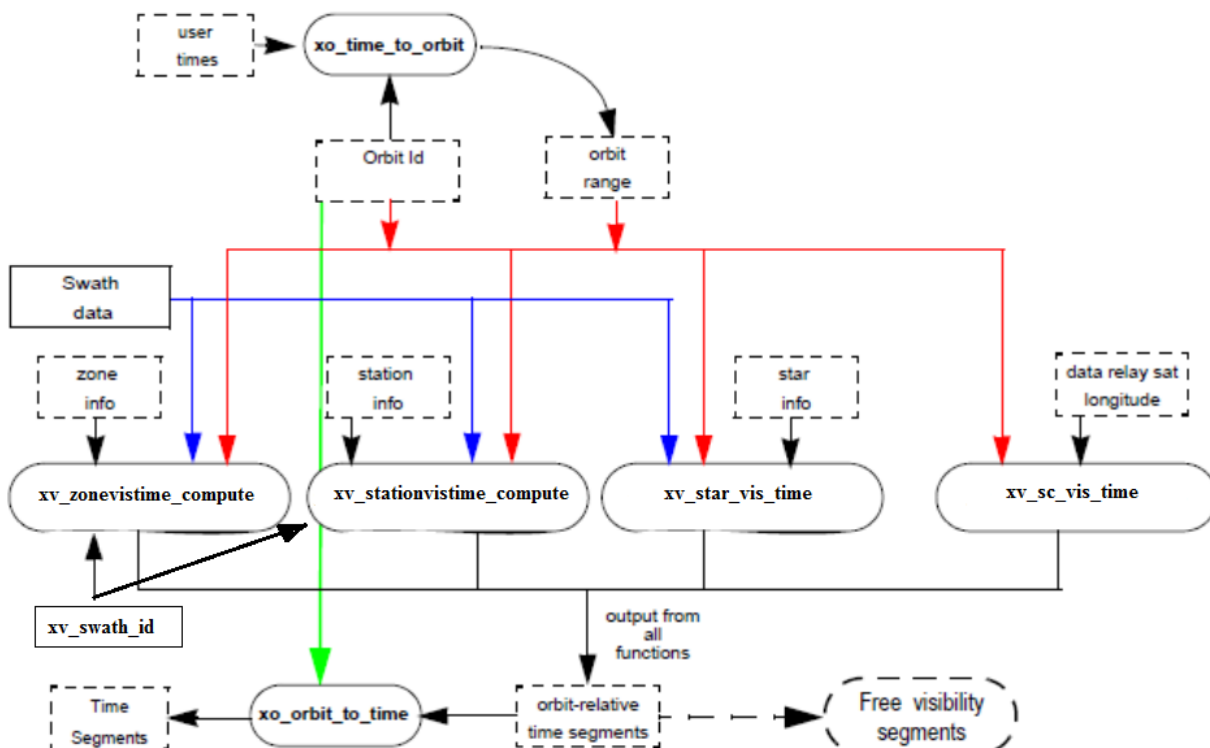 user
times
xo_time_to_orbit
Orbit Id
orbit
range
Swath
data
zone
info
station
info
star
info
data relay sat
longitude
xv_zonevistime_compute
xv_stationvistime_compute
xv_star_vis_time
xv_sc_vis_time
xv_swath_id
output from
all
functions
Time
Segments
xo_orbit_to_time
orbit-relative
time segments
Free visibility
segments